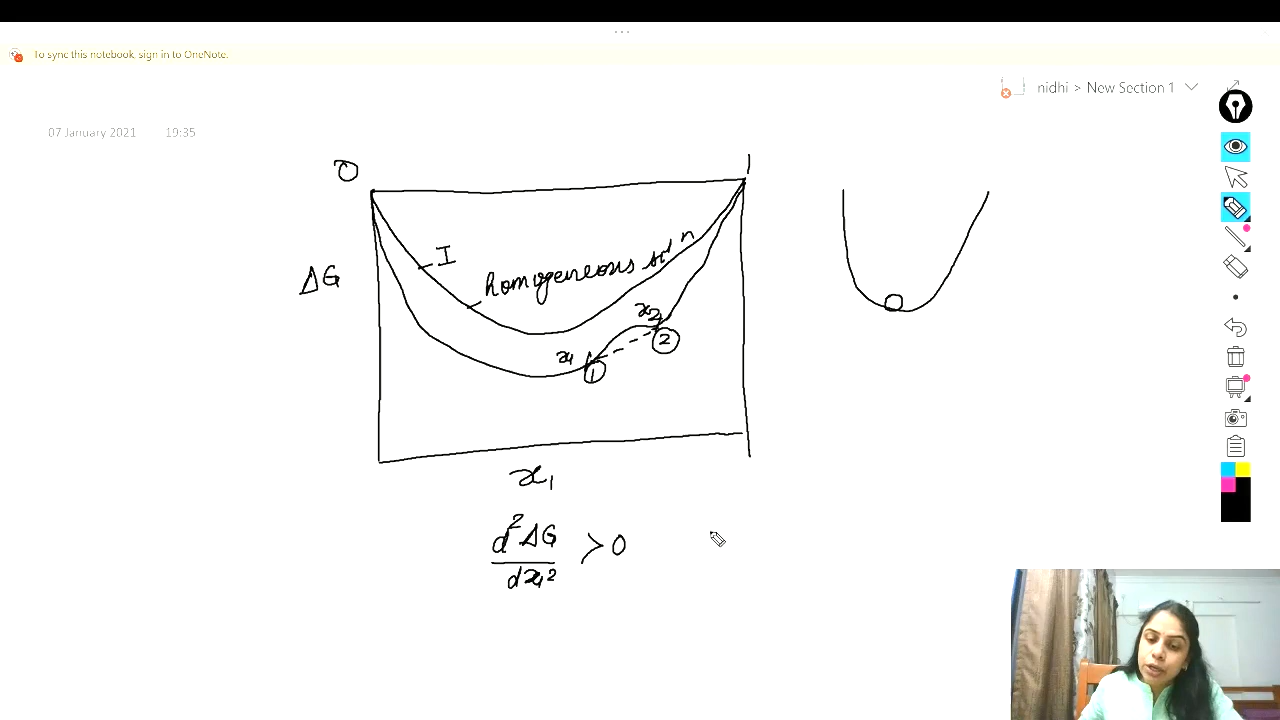 To sync this notebook, sign in to OneNote.
nidhi > New Section 1
07 January 2021 19:35
0
1
ΔG
I
homogeneous solⁿ
x₁
x₂
①
②
x₁
d²ΔG
dx₁²
> 0